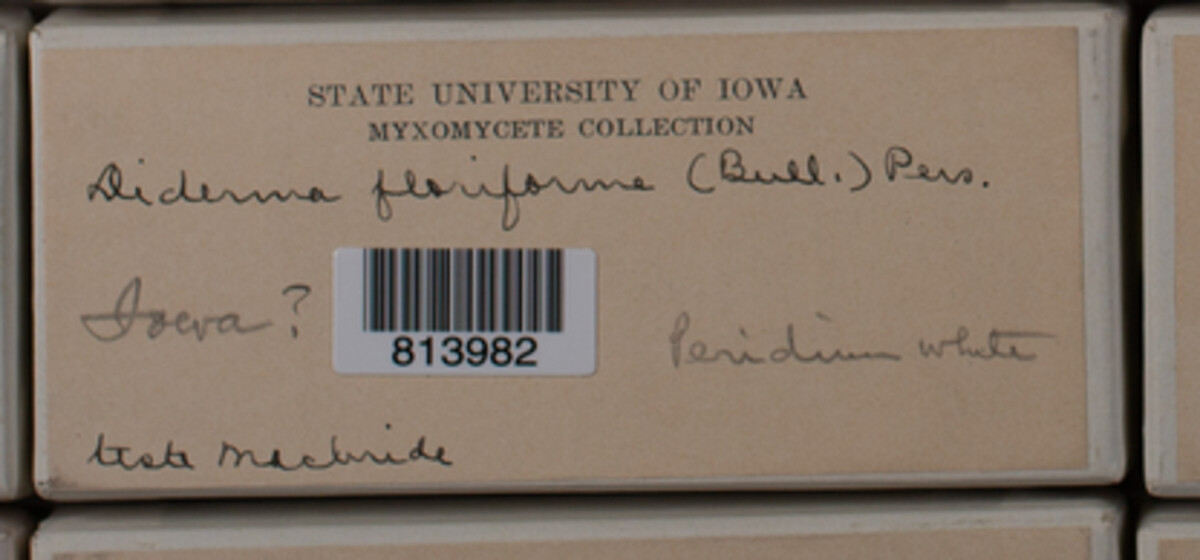 STATE UNIVERSITY OF IOWA
MYXOMYCETE COLLECTION
Diderma floriforme (Bull.) Pers.
Iowa?
813982
Peridium white
teste Macbride